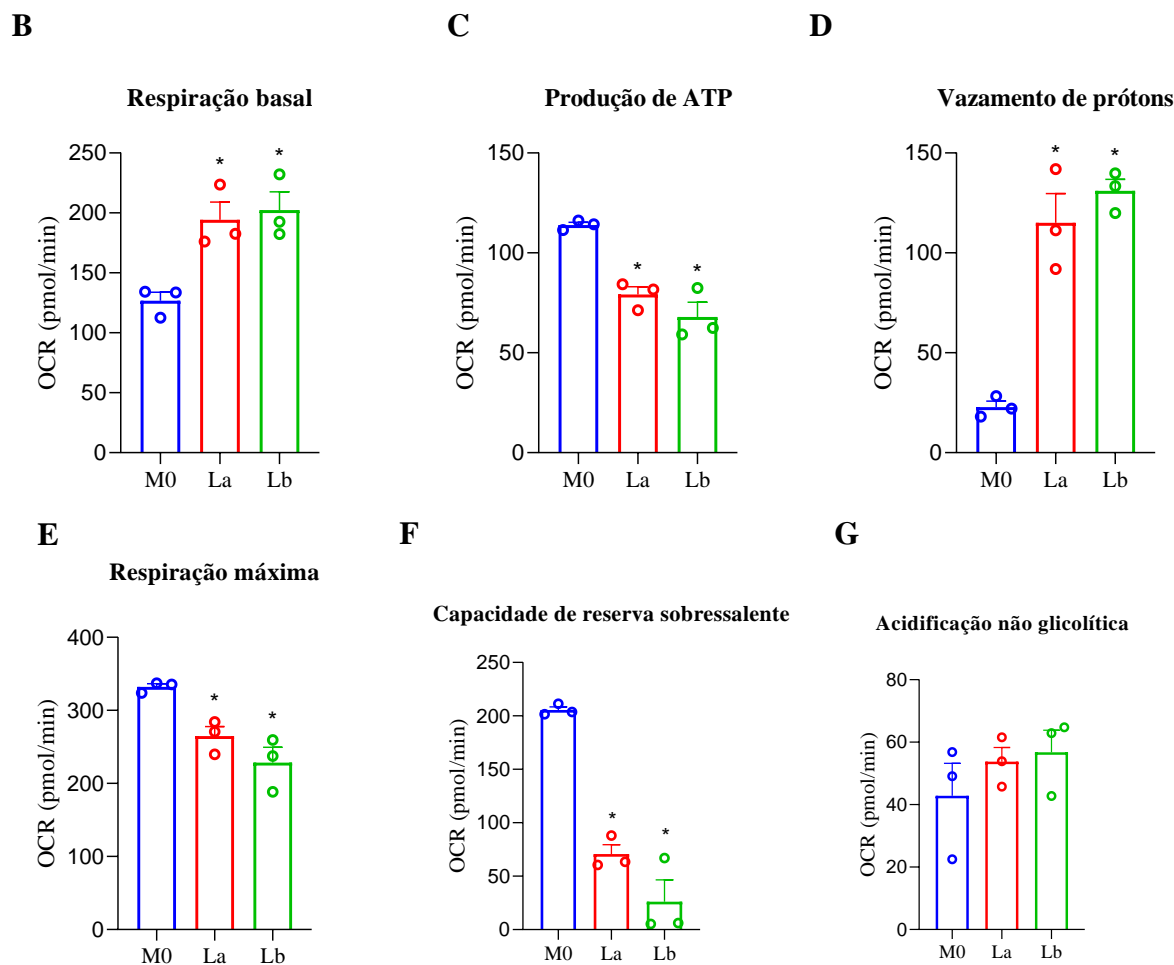 B
Respiração basal
OCR (pmol/min)
250
200
150
100
50
0
* *
M0 La Lb
C
Produção de ATP
OCR (pmol/min)
150
100
50
0
* *
M0 La Lb
D
Vazamento de prótons
OCR (pmol/min)
150
100
50
0
* *
M0 La Lb
E
Respiração máxima
OCR (pmol/min)
400
300
200
100
0
* *
M0 La Lb
F
Capacidade de reserva sobressalente
OCR (pmol/min)
250
200
150
100
50
0
* *
M0 La Lb
G
Acidificação não glicolítica
OCR (pmol/min)
80
60
40
20
0
M0 La Lb